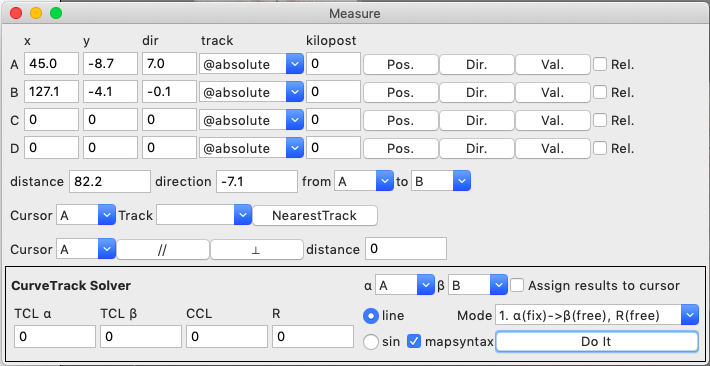 Measure
x y dir track kilopost
A 45.0 -8.7 7.0 @absolute 0 Pos. Dir. Val. Rel.
B 127.1 -4.1 -0.1 @absolute 0 Pos. Dir. Val. Rel.
C 0 0 0 @absolute 0 Pos. Dir. Val. Rel.
D 0 0 0 @absolute 0 Pos. Dir. Val. Rel.
distance 82.2 direction -7.1 from A to B
Cursor A Track NearestTrack
Cursor A // ⊥ distance 0
CurveTrack Solver α A β B Assign results to cursor
TCL α TCL β CCL R line Mode 1. α(fix)->β(free), R(free)
0 0 0 0 sin mapsyntax Do It